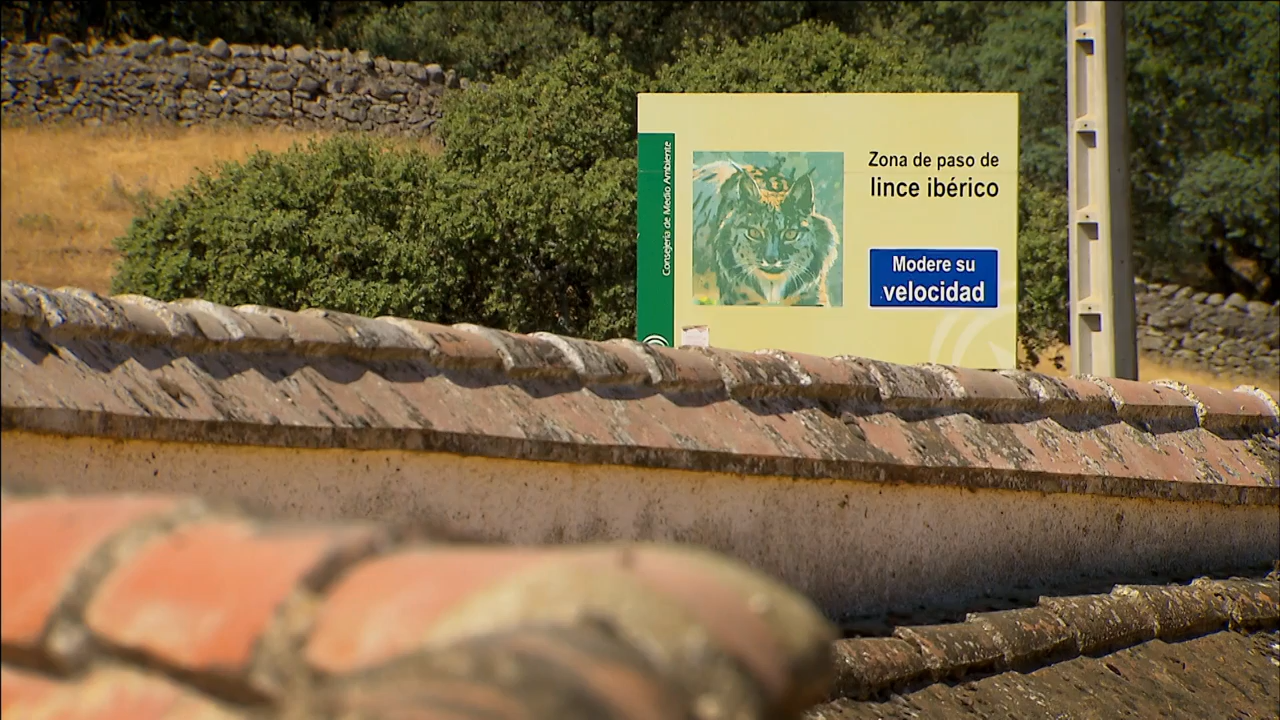 Consejería de Medio Ambiente
Zona de paso de
lince ibérico
Modere su
velocidad